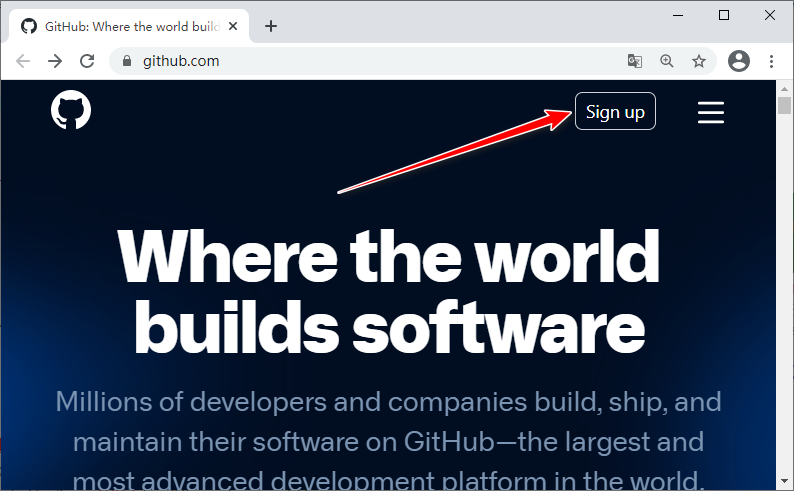 GitHub: Where the world buil
github.com
Sign up
Where the world
builds software
Millions of developers and companies build, ship, and
maintain their software on GitHub—the largest and
most advanced development platform in the world.